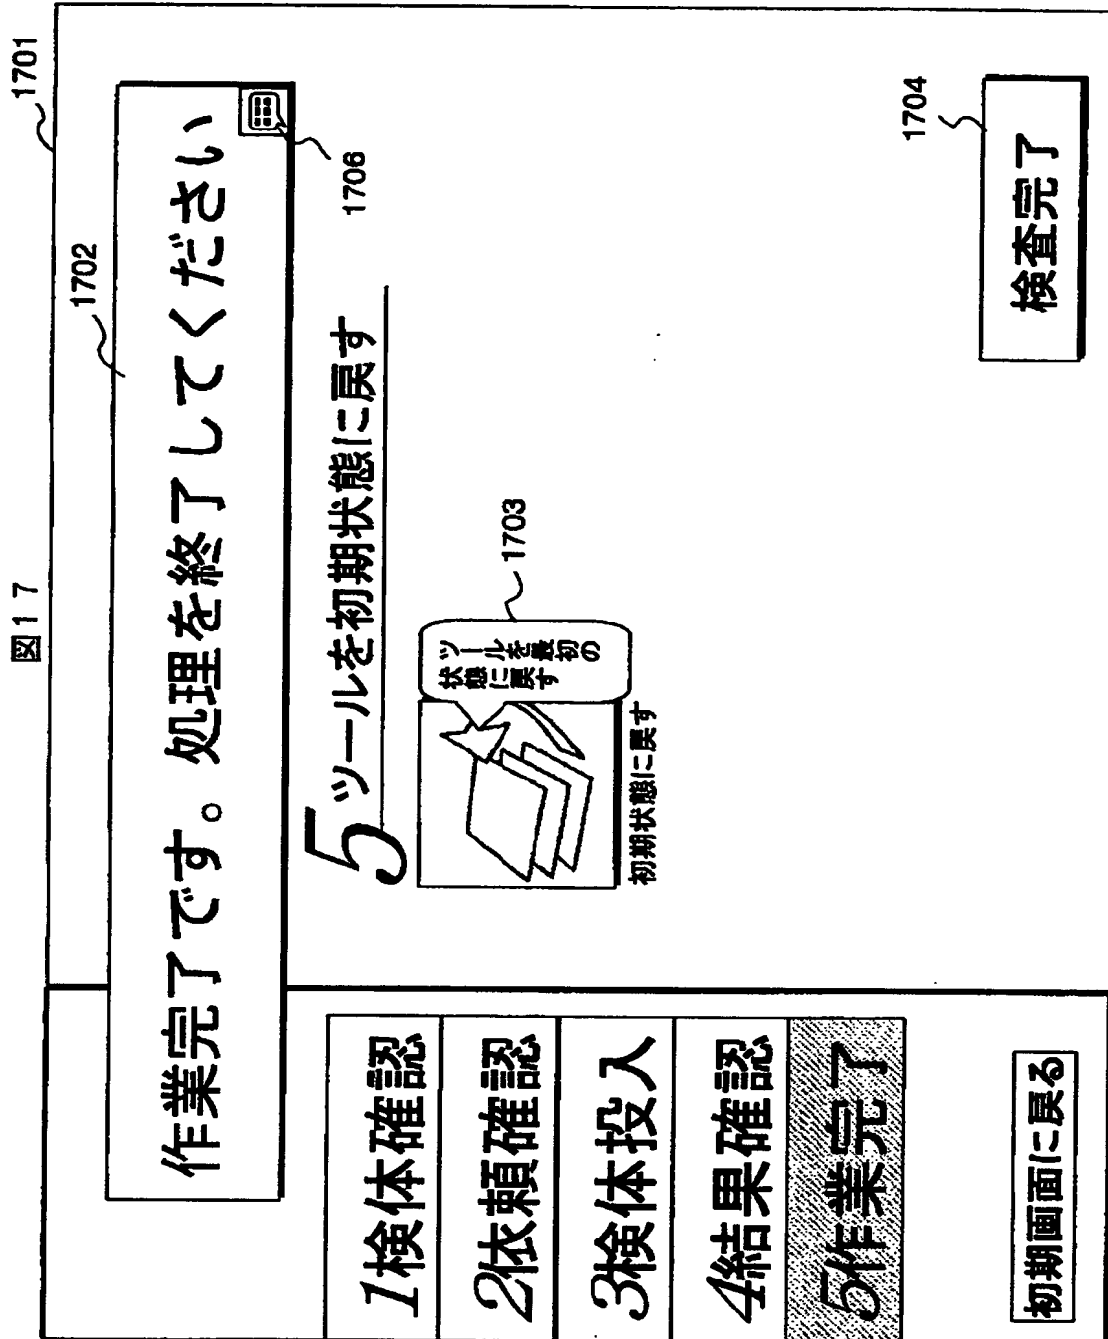 図17
1701
1702
作業完了です。処理を終了してください
1706
1検体確認
2依頼確認
3検体投入
4結果確認
5作業完了
初期画面に戻る
5 ツールを初期状態に戻す
ツールを最初の
状態に戻す
1703
初期状態に戻す
1704
検査完了